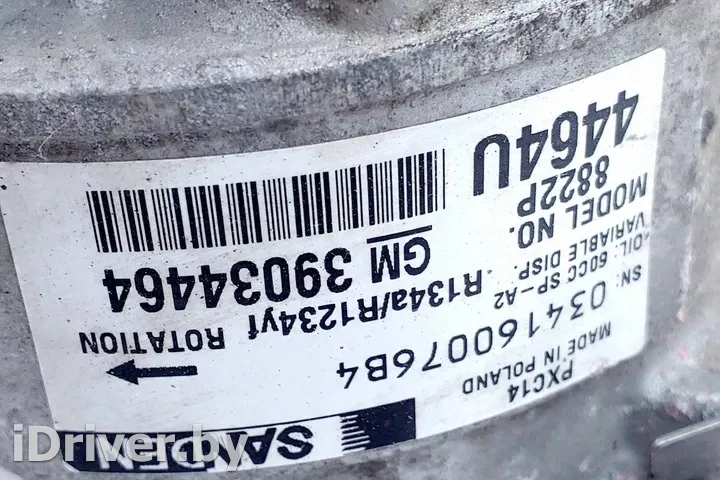 SANDEN
PXC14
MADE IN POLAND
SN: 034160076B4
OIL: 60CC SP-A2 R134a/R1234yf ROTATION
VARIABLE DISP.
MODEL NO.
8822P
GM 39034464
4464U
iDriver.by